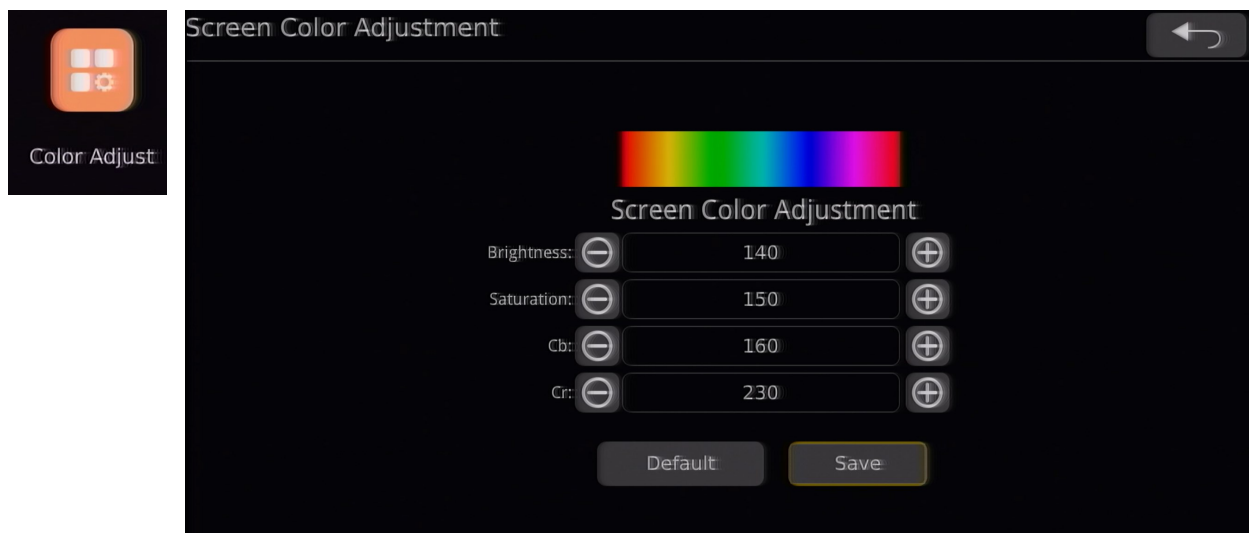 Color Adjust
Screen Color Adjustment
Screen Color Adjustment
Brightness: 140
Saturation: 150
Cb: 160
Cr: 230
Default Save